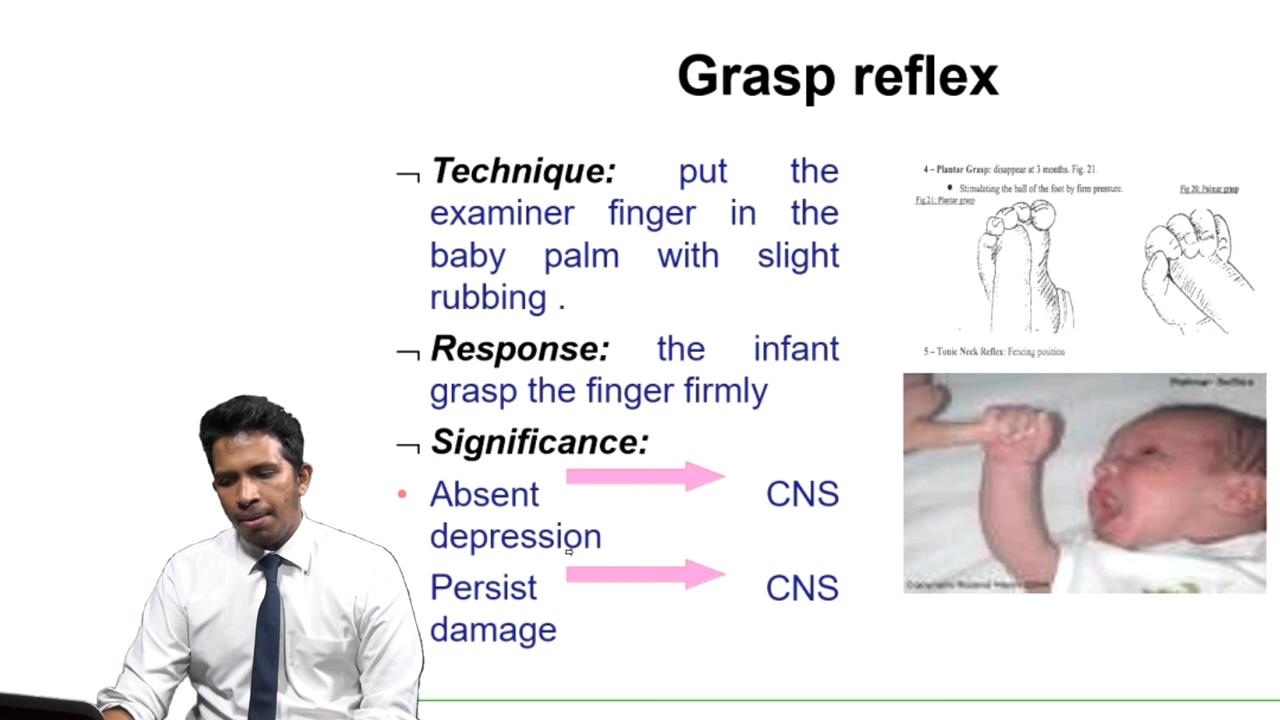 Grasp reflex
¬ Technique: put the
examiner finger in the
baby palm with slight
rubbing .
¬ Response: the infant
grasp the finger firmly
¬ Significance:
• Absent CNS
depression
Persist CNS
damage
4 – Plantar Grasp: disappear at 3 months. Fig. 21.
● Stimulating the ball of the foot by firm pressure.
Fig 21: Plantar grasp
Fig 20: Palmar grasp
5 – Tonic Neck Reflex: Fencing position
Palmar Reflex